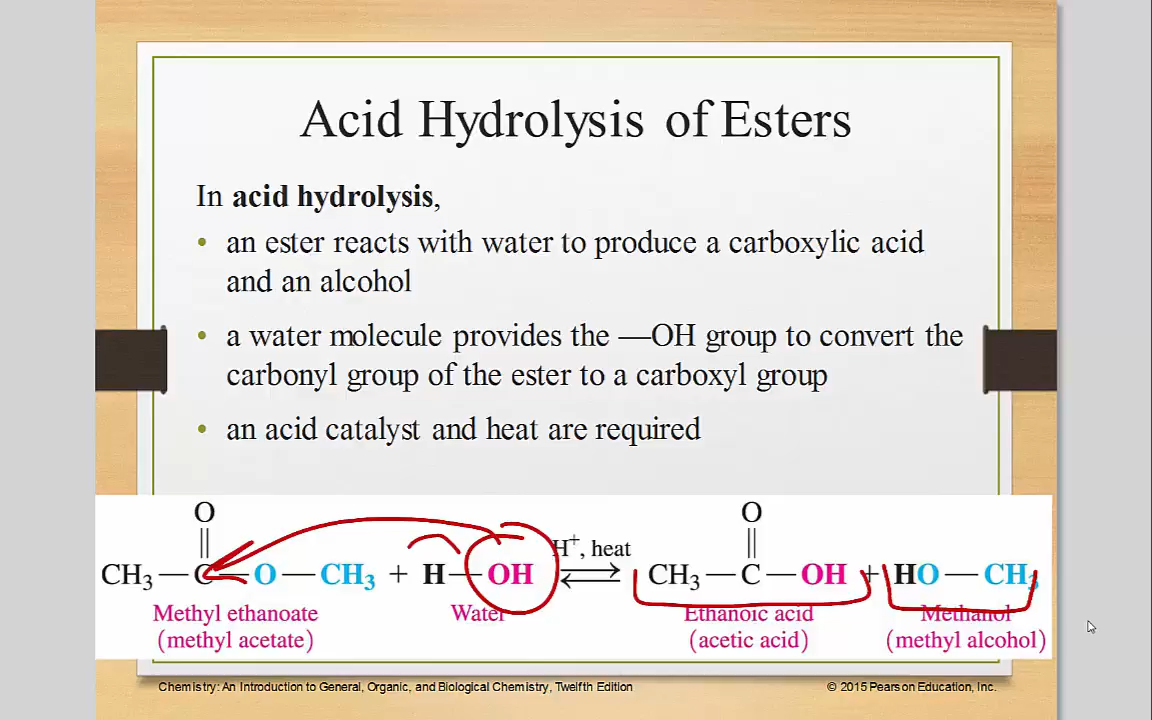 Acid Hydrolysis of Esters
In acid hydrolysis,
• an ester reacts with water to produce a carboxylic acid
and an alcohol
• a water molecule provides the —OH group to convert the
carbonyl group of the ester to a carboxyl group
• an acid catalyst and heat are required
O O
|| ||
CH₃—C—O—CH₃ + H—OH H⁺, heat ⇌ CH₃—C—OH + HO—CH₃
Methyl ethanoate Water Ethanoic acid Methanol
(methyl acetate) (acetic acid) (methyl alcohol)
Chemistry: An Introduction to General, Organic, and Biological Chemistry, Twelfth Edition © 2015 Pearson Education, Inc.